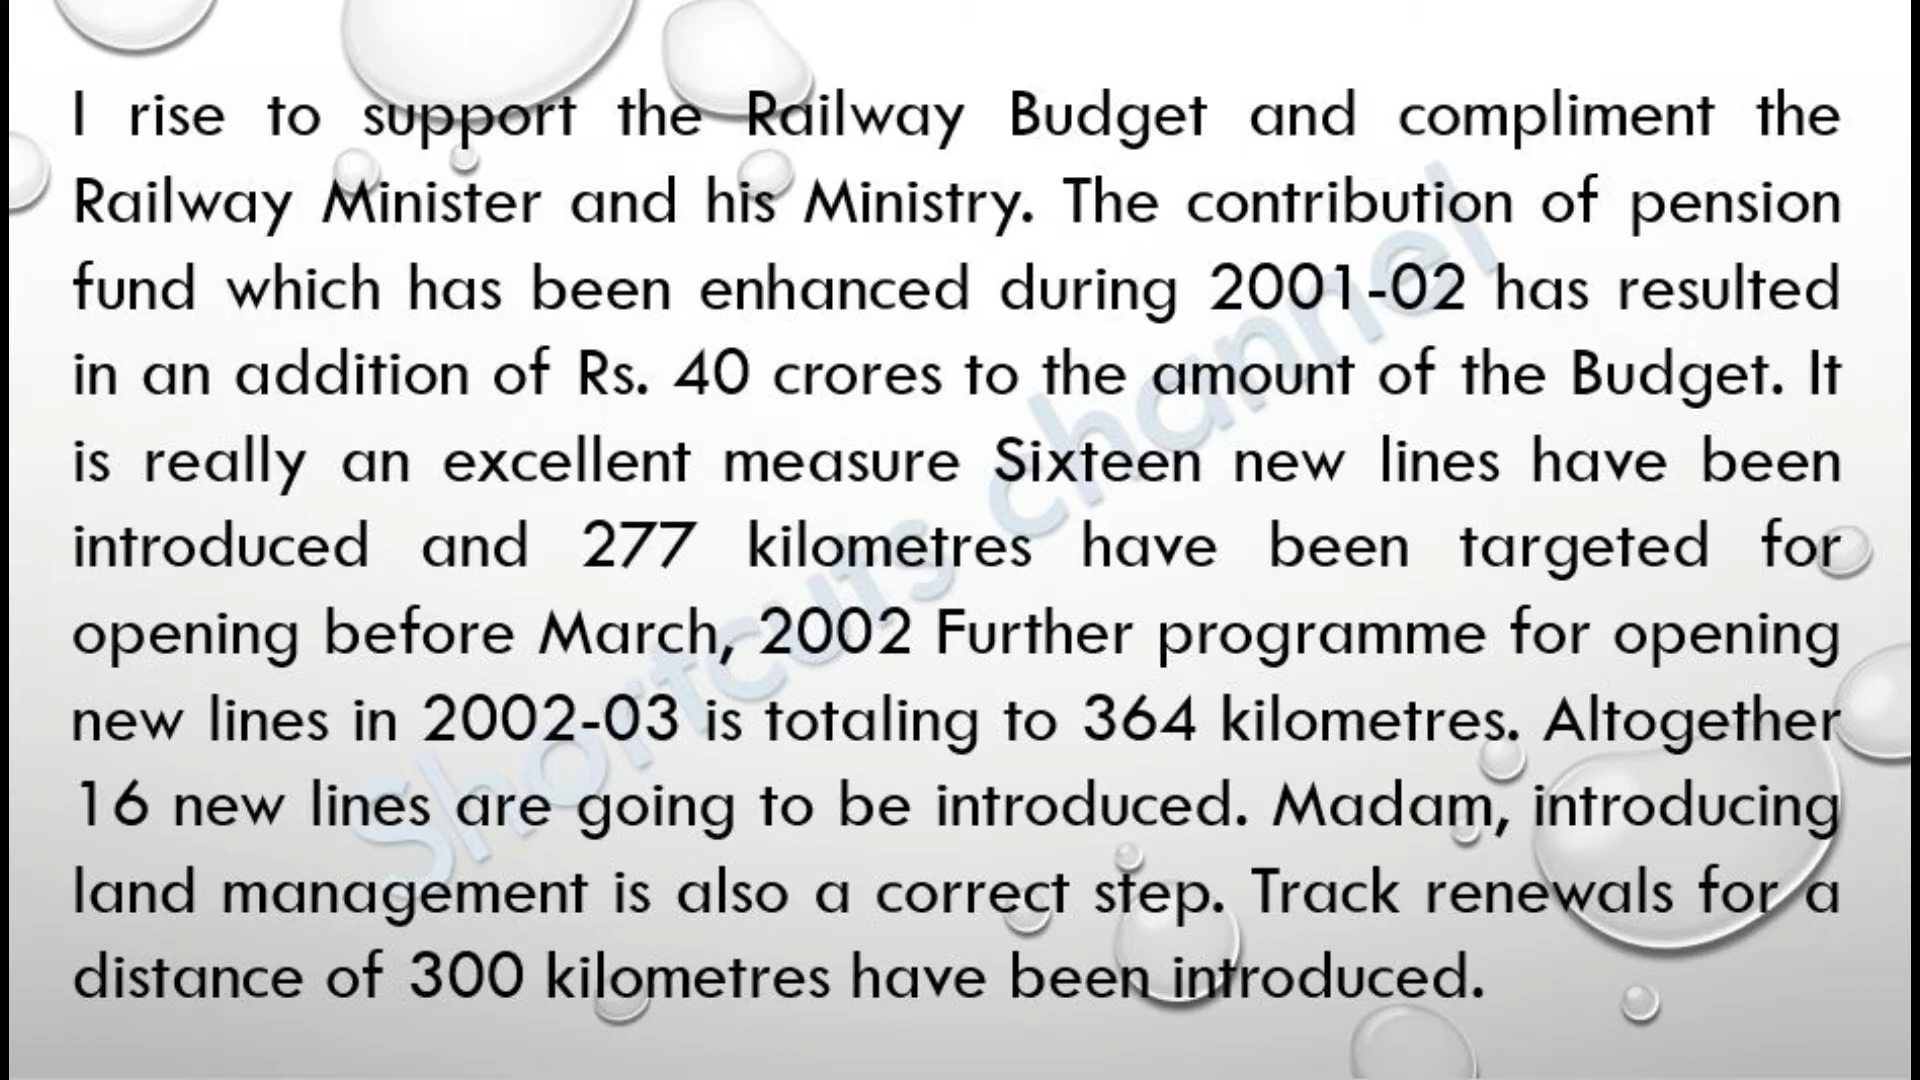 I rise to support the Railway Budget and compliment the
Railway Minister and his Ministry. The contribution of pension
fund which has been enhanced during 2001-02 has resulted
in an addition of Rs. 40 crores to the amount of the Budget. It
is really an excellent measure Sixteen new lines have been
introduced and 277 kilometres have been targeted for
opening before March, 2002 Further programme for opening
new lines in 2002-03 is totaling to 364 kilometres. Altogether
16 new lines are going to be introduced. Madam, introducing
land management is also a correct step. Track renewals for a
distance of 300 kilometres have been introduced.
Shortcuts channel